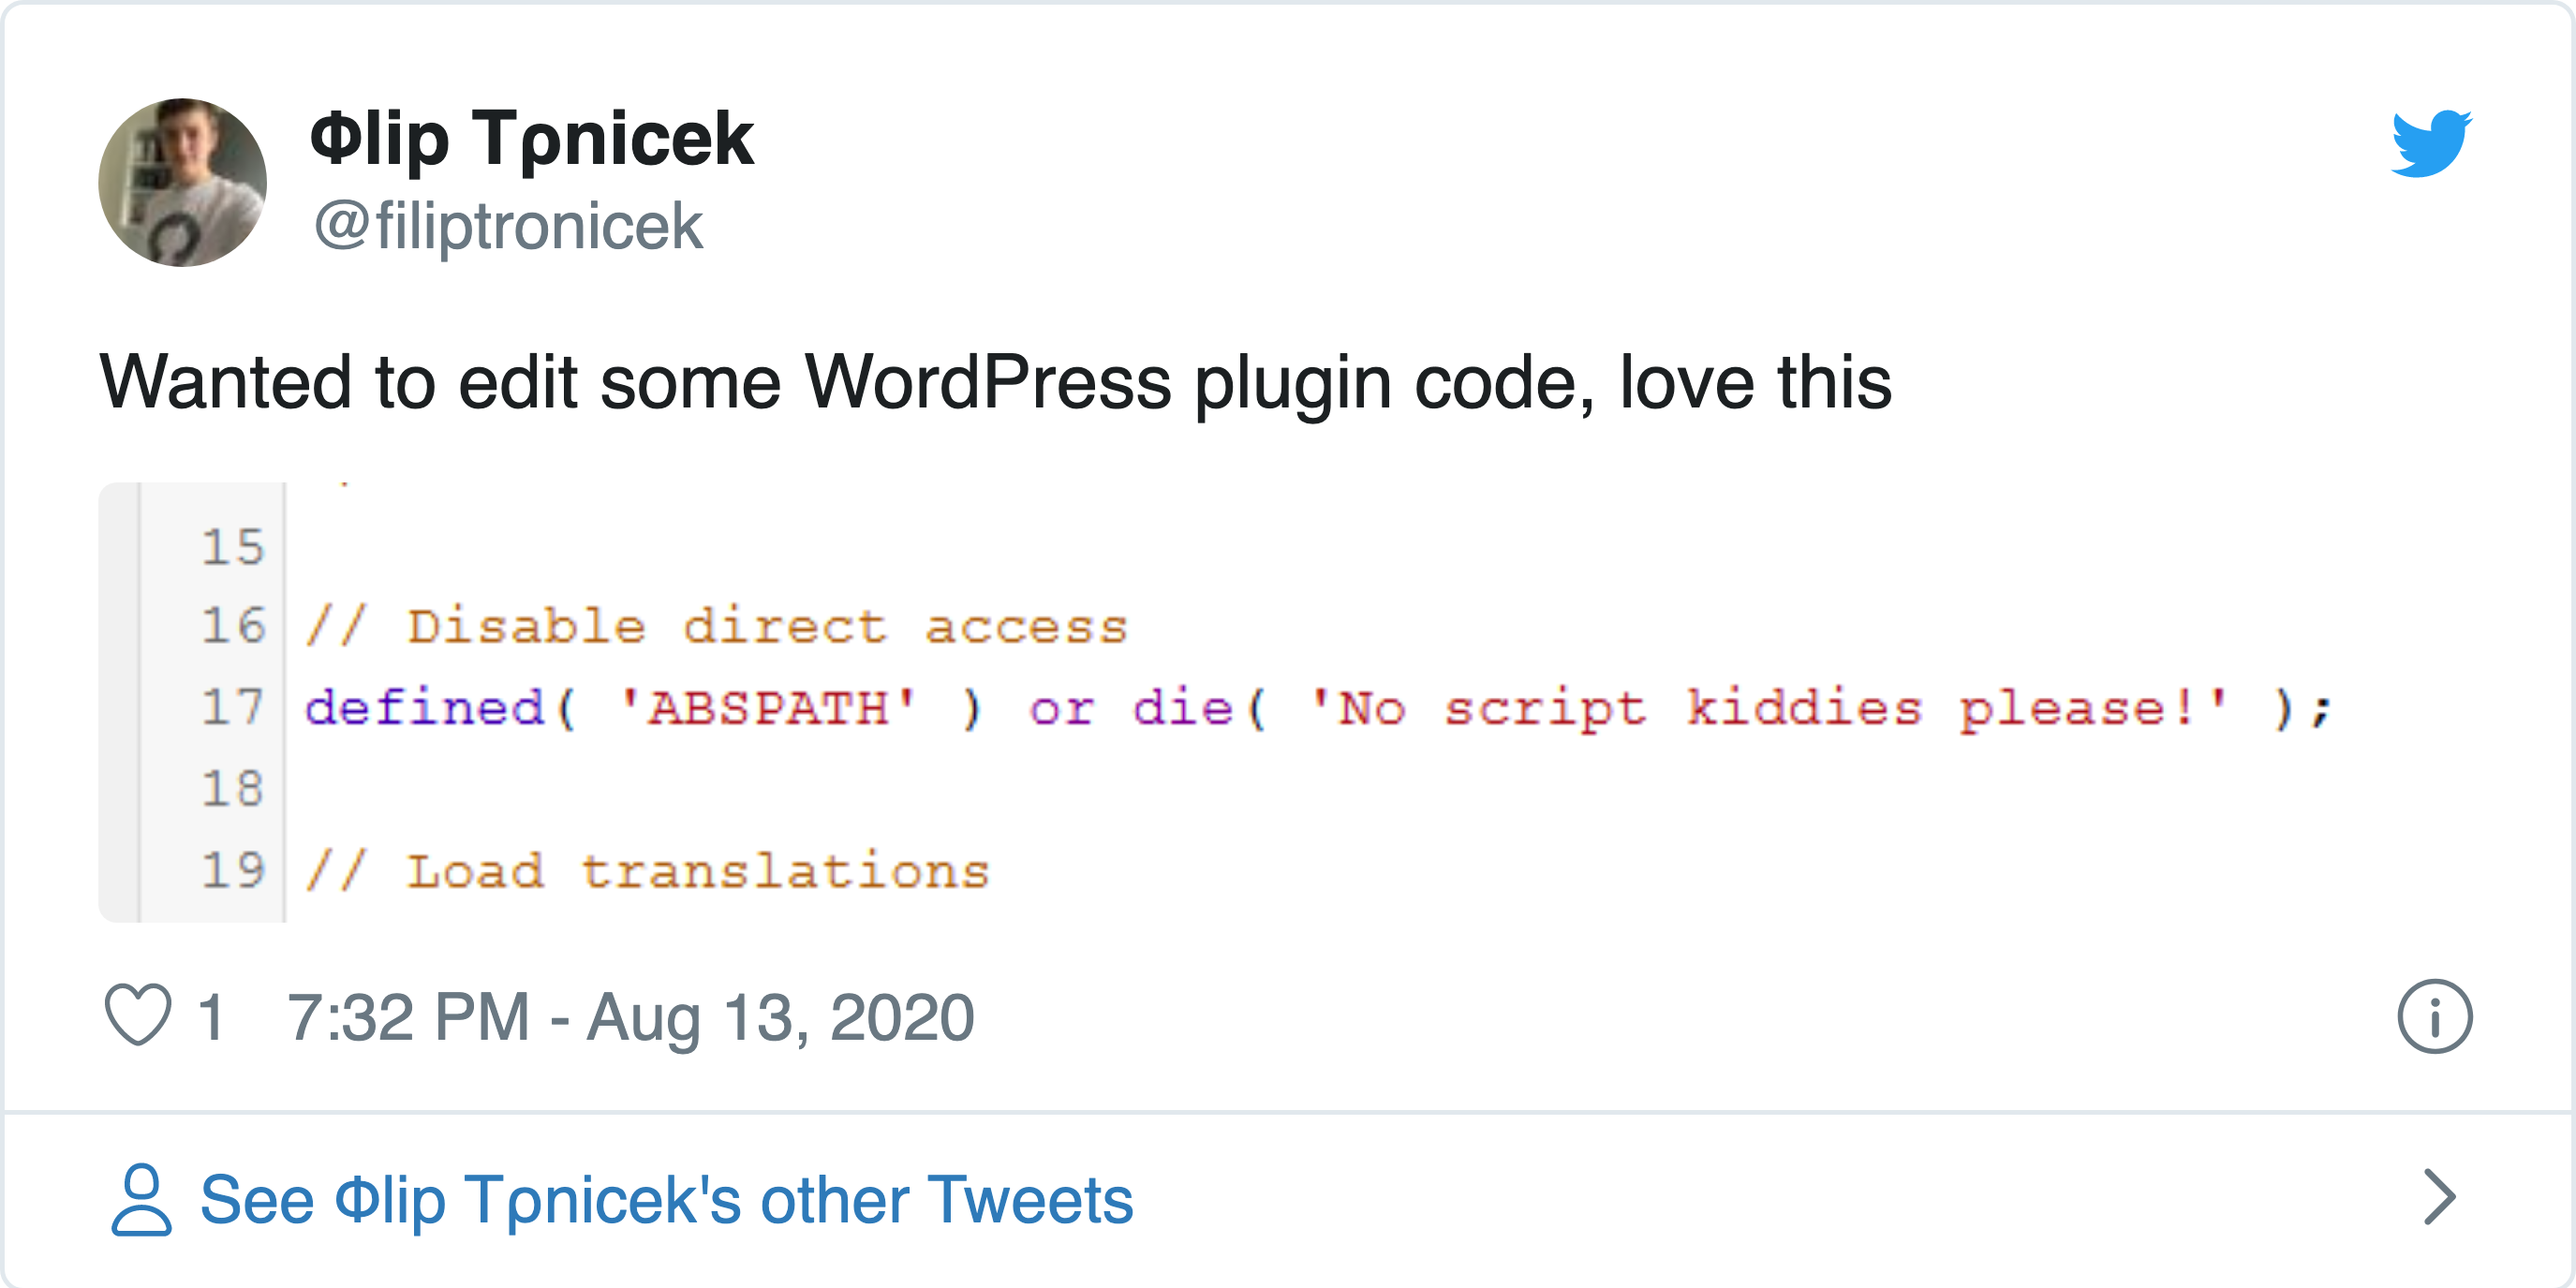 Φlip Tρnicek
@filiptronicek
Wanted to edit some WordPress plugin code, love this
15
16 // Disable direct access
17 defined( 'ABSPATH' ) or die( 'No script kiddies please!' );
18
19 // Load translations
1 7:32 PM - Aug 13, 2020
See Φlip Tρnicek's other Tweets